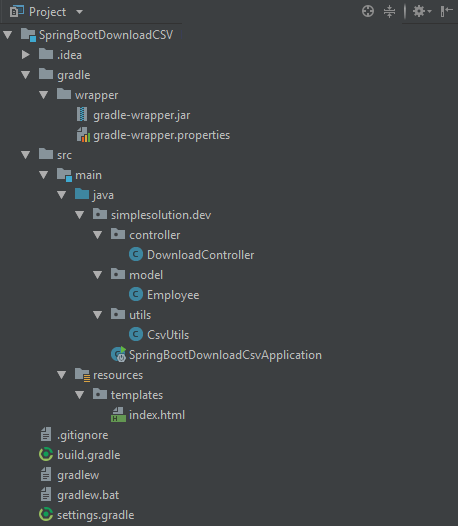 Project
SpringBootDownloadCSV
.idea
gradle
wrapper
gradle-wrapper.jar
gradle-wrapper.properties
src
main
java
simplesolution.dev
controller
DownloadController
model
Employee
utils
CsvUtils
SpringBootDownloadCsvApplication
resources
templates
index.html
.gitignore
build.gradle
gradlew
gradlew.bat
settings.gradle